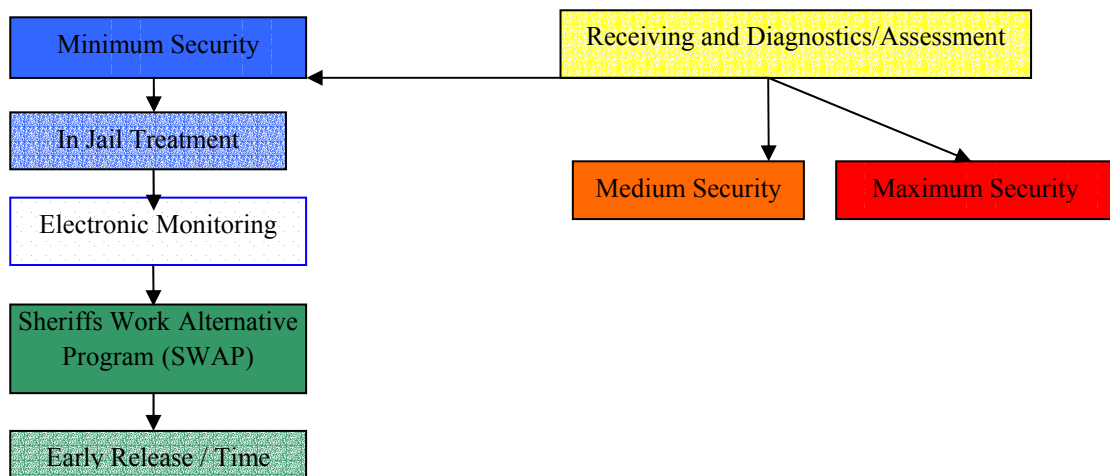 Minimum Security
Receiving and Diagnostics/Assessment
In Jail Treatment
Medium Security
Maximum Security
Electronic Monitoring
Sheriffs Work Alternative
Program (SWAP)
Early Release / Time